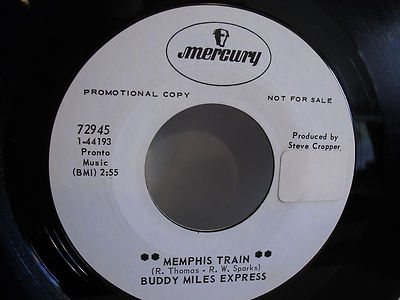 mercury
PROMOTIONAL COPY
NOT FOR SALE
72945
1-44193
Pronto
Music
(BMI) 2:55
Produced by
Steve Cropper
** MEMPHIS TRAIN **
(R. Thomas - R. W. Sparks)
BUDDY MILES EXPRESS